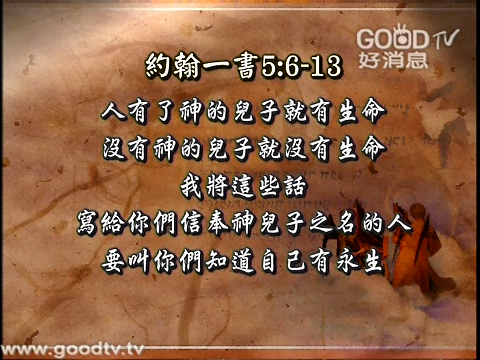 GOODTV
好消息
約翰一書5:6-13
人有了神的兒子就有生命
沒有神的兒子就沒有生命
我將這些話
寫給你們信奉神兒子之名的人
要叫你們知道自己有永生
www.goodtv.tv